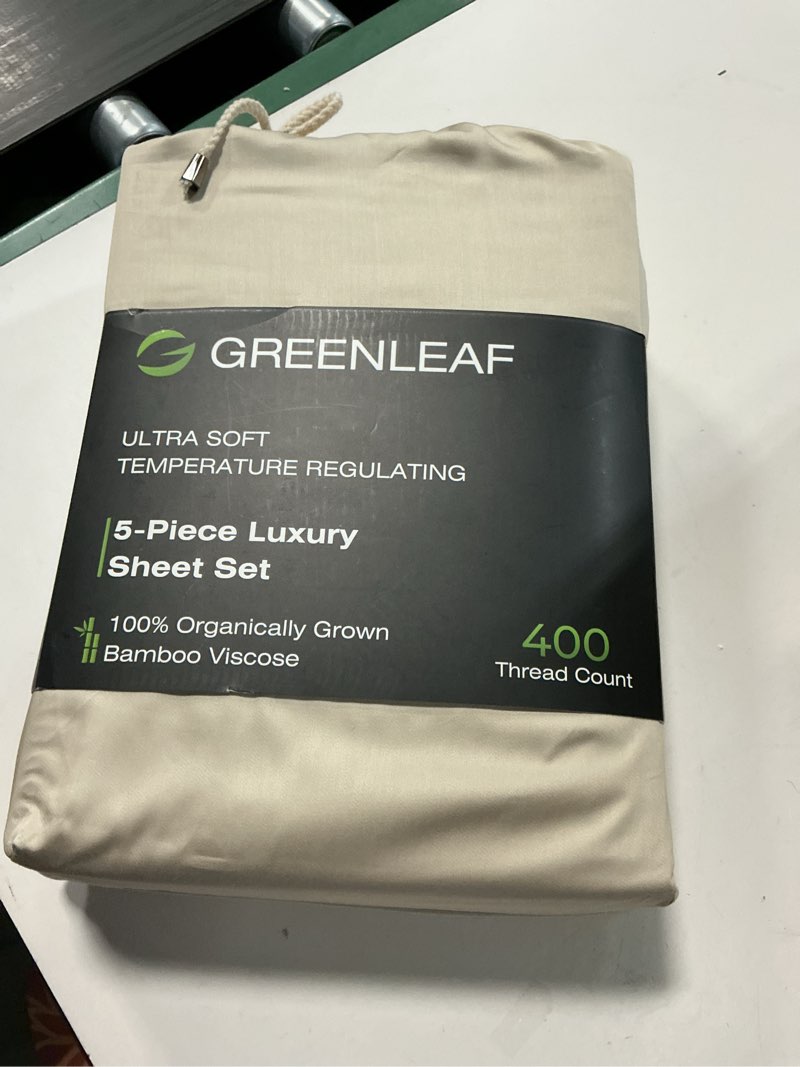 GREENLEAF
ULTRA SOFT
TEMPERATURE REGULATING
5-Piece Luxury
Sheet Set
100% Organically Grown
Bamboo Viscose
400
Thread Count